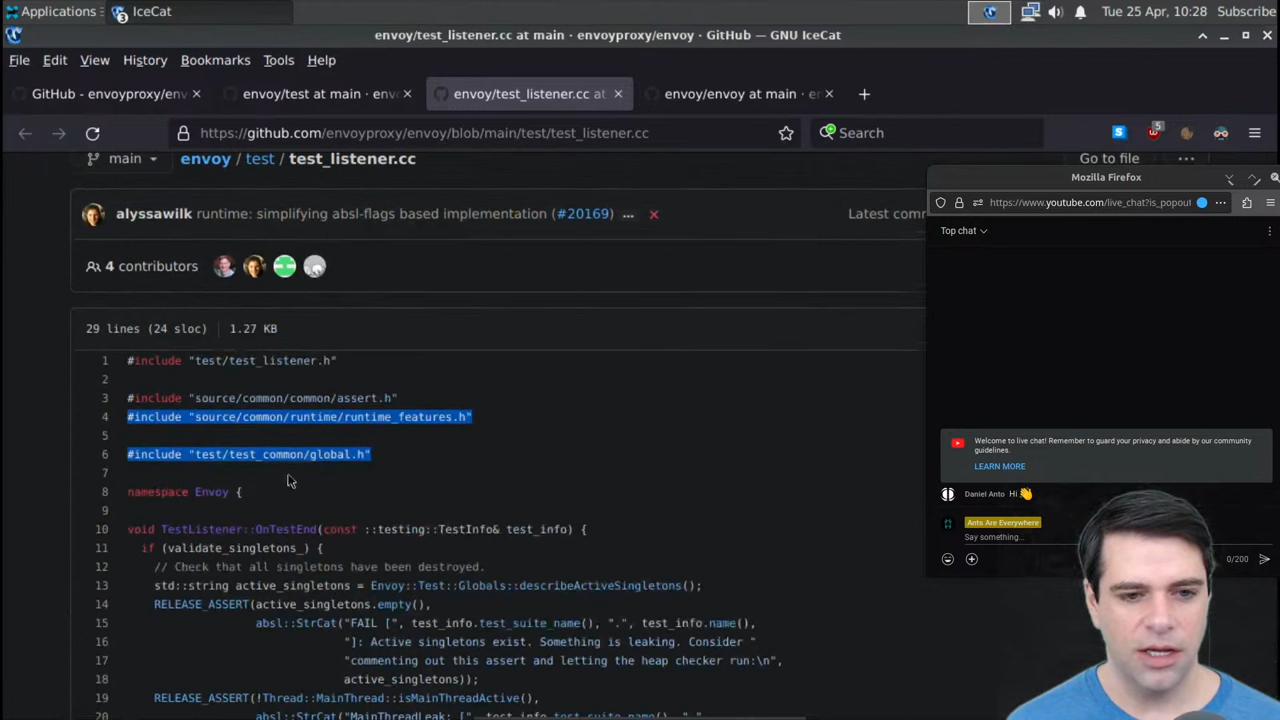 Applications
3
IceCat
Tue 25 Apr, 10:28
Subscribe
envoy/test_listener.cc at main · envoyproxy/envoy · GitHub — GNU IceCat
File Edit View History Bookmarks Tools Help
GitHub - envoyproxy/env
envoy/test at main · env
envoy/test_listener.cc at
envoy/envoy at main · e
https://github.com/envoyproxy/envoy/blob/main/test/test_listener.cc
Search
5
main
envoy / test / test_listener.cc
Go to file
alyssawilk runtime: simplifying absl-flags based implementation (#20169)
Latest comm
4 contributors
29 lines (24 sloc) 1.27 KB
1 #include "test/test_listener.h"
2
3 #include "source/common/common/assert.h"
4 #include "source/common/runtime/runtime_features.h"
5
6 #include "test/test_common/global.h"
7
8 namespace Envoy {
9
10 void TestListener::OnTestEnd(const ::testing::TestInfo& test_info) {
11 if (validate_singletons_) {
12 // Check that all singletons have been destroyed.
13 std::string active_singletons = Envoy::Test::Globals::describeActiveSingletons();
14 RELEASE_ASSERT(active_singletons.empty(),
15 absl::StrCat("FAIL [", test_info.test_suite_name(), ".", test_info.name(),
16 "]: Active singletons exist. Something is leaking. Consider "
17 "commenting out this assert and letting the heap checker run:\n",
18 active_singletons));
19 RELEASE_ASSERT(!Thread::MainThread::isMainThreadActive(),
20 absl::StrCat("MainThreadLeak: [", test_info.test_suite_name(), "."
Mozilla Firefox
https://www.youtube.com/live_chat?is_popout
Top chat
Welcome to live chat! Remember to guard your privacy and abide by our community
guidelines.
LEARN MORE
Daniel Anto Hi 👋
Ants Are Everywhere
Say something...
0/200